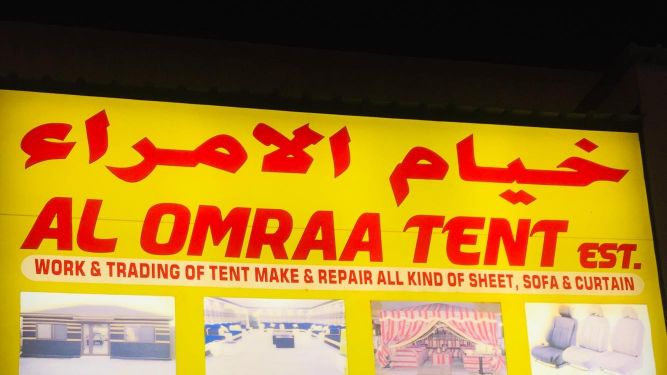 خيام الامراء
AL OMRAA TENT EST.
WORK & TRADING OF TENT MAKE & REPAIR ALL KIND OF SHEET, SOFA & CURTAIN